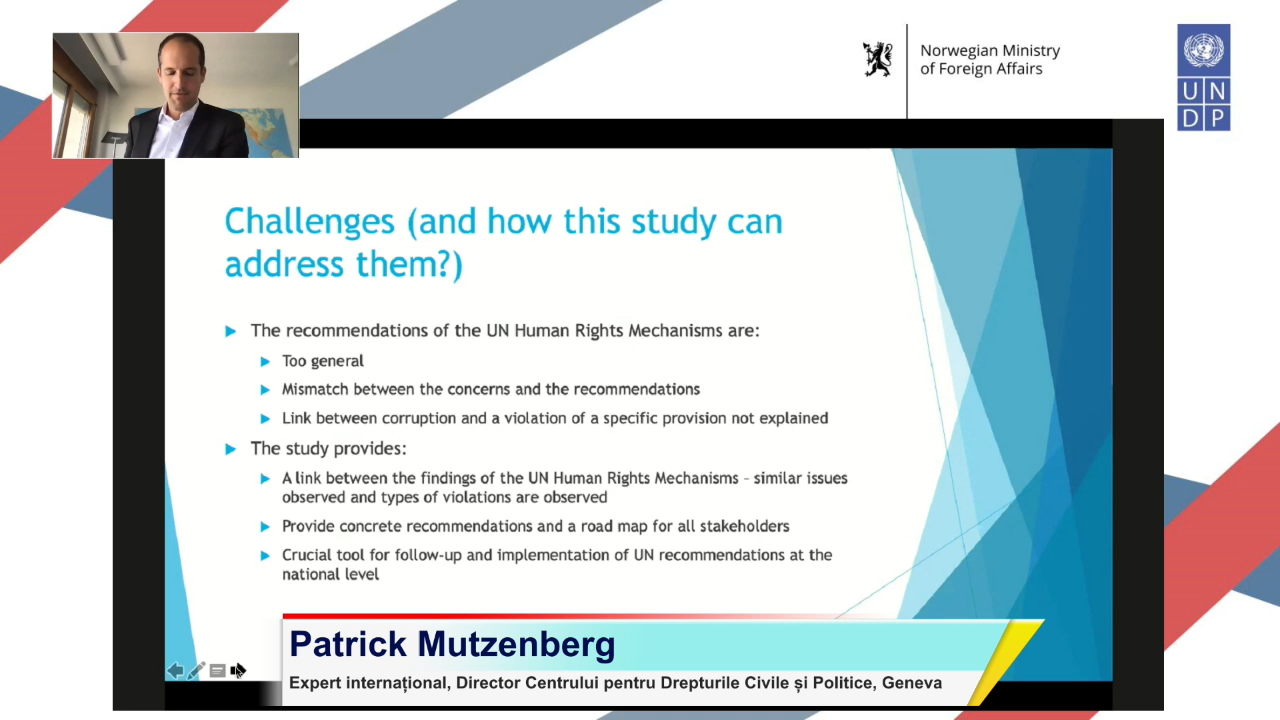 Norwegian Ministry
of Foreign Affairs
UN
DP
Challenges (and how this study can
address them?)
The recommendations of the UN Human Rights Mechanisms are:
Too general
Mismatch between the concerns and the recommendations
Link between corruption and a violation of a specific provision not explained
The study provides:
A link between the findings of the UN Human Rights Mechanisms – similar issues
observed and types of violations are observed
Provide concrete recommendations and a road map for all stakeholders
Crucial tool for follow-up and implementation of UN recommendations at the
national level
Patrick Mutzenberg
Expert internațional, Director Centrului pentru Drepturile Civile și Politice, Geneva